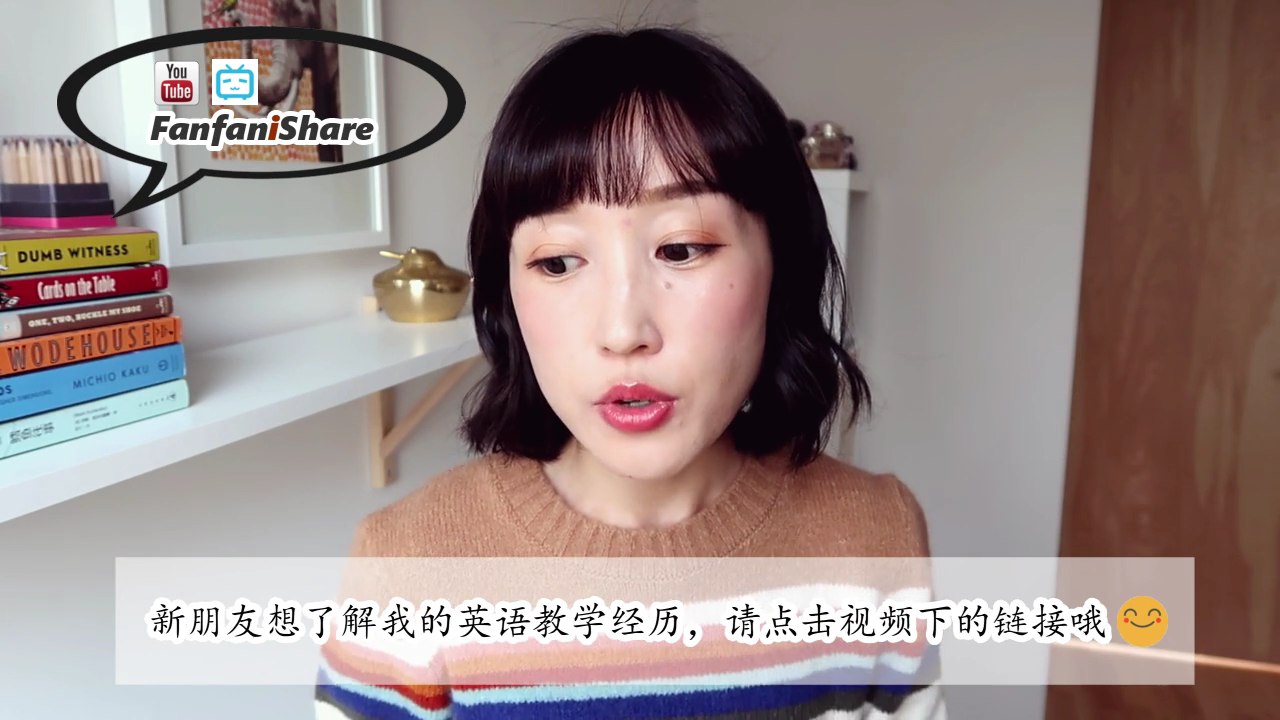 You
Tube
FanfaniShare
DUMB WITNESS
Cards on the Table
ONE, TWO, BUCKLE MY SHOE
WODEHOUSE
MICHIO KAKU
新朋友想了解我的英语教学经历，请点击视频下的链接哦